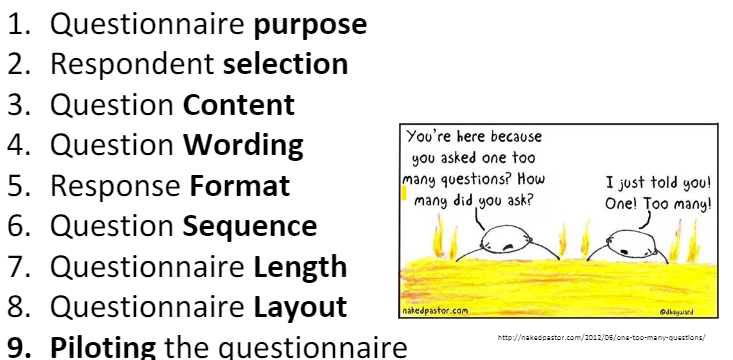 1. Questionnaire purpose
2. Respondent selection
3. Question Content
4. Question Wording
5. Response Format
6. Question Sequence
7. Questionnaire Length
8. Questionnaire Layout
9. Piloting the questionnaire
You're here because
you asked one too
many questions? How
many did you ask?
I just told you!
One! Too many!
nakedpastor.com
©dhayward
http://nakedpastor.com/2012/06/one-too-many-questions/